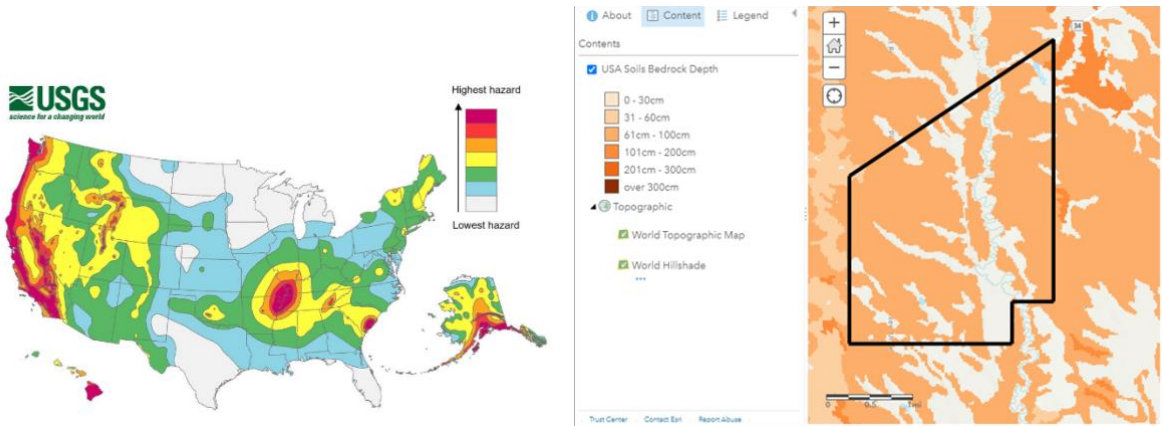 USGS
science for a changing world
Highest hazard
Lowest hazard
About
Content
Legend
Contents
USA Soils Bedrock Depth
0 - 30cm
31 - 60cm
61cm - 100cm
101cm - 200cm
201cm - 300cm
over 300cm
Topographic
World Topographic Map
World Hillshade
Trust Center
Contact Esri
Report Abuse
34
0
0.5
1mi